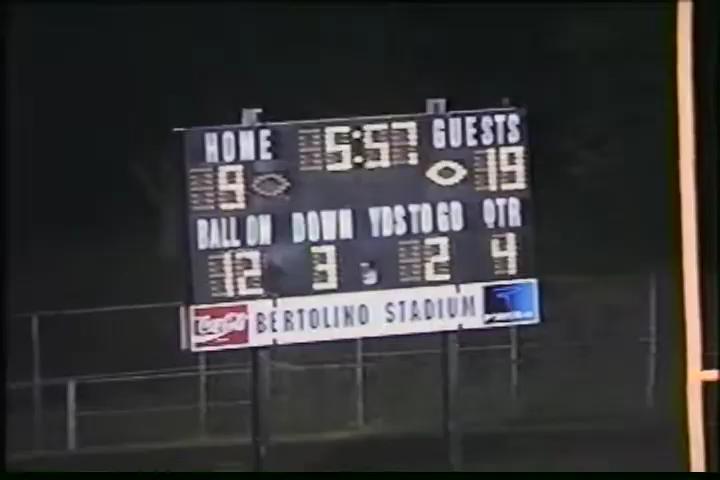 HOME 5:57 GUESTS
9 19
BALL ON DOWN YDS TO GO QTR
12 3 2 4
Coca-Cola BERTOLINO STADIUM